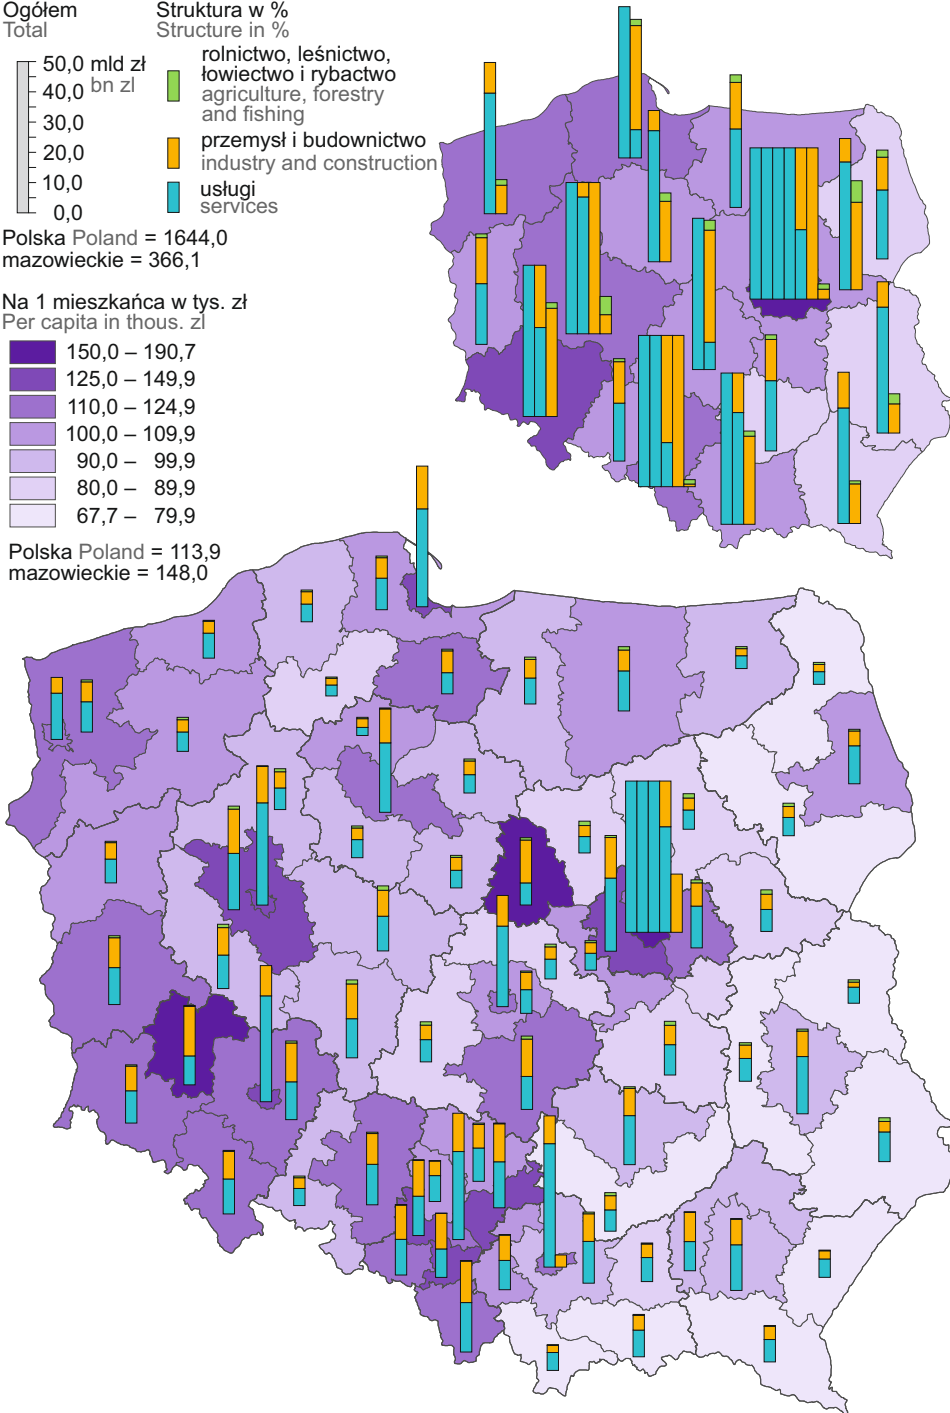 Ogółem
Total
50,0 mld zł
bn zl
40,0
30,0
20,0
10,0
0,0
Struktura w %
Structure in %
rolnictwo, leśnictwo,
łowiectwo i rybactwo
agriculture, forestry
and fishing
przemysł i budownictwo
industry and construction
usługi
services
Polska Poland = 1644,0
mazowieckie = 366,1
Na 1 mieszkańca w tys. zł
Per capita in thous. zl
150,0 – 190,7
125,0 – 149,9
110,0 – 124,9
100,0 – 109,9
90,0 – 99,9
80,0 – 89,9
67,7 – 79,9
Polska Poland = 113,9
mazowieckie = 148,0